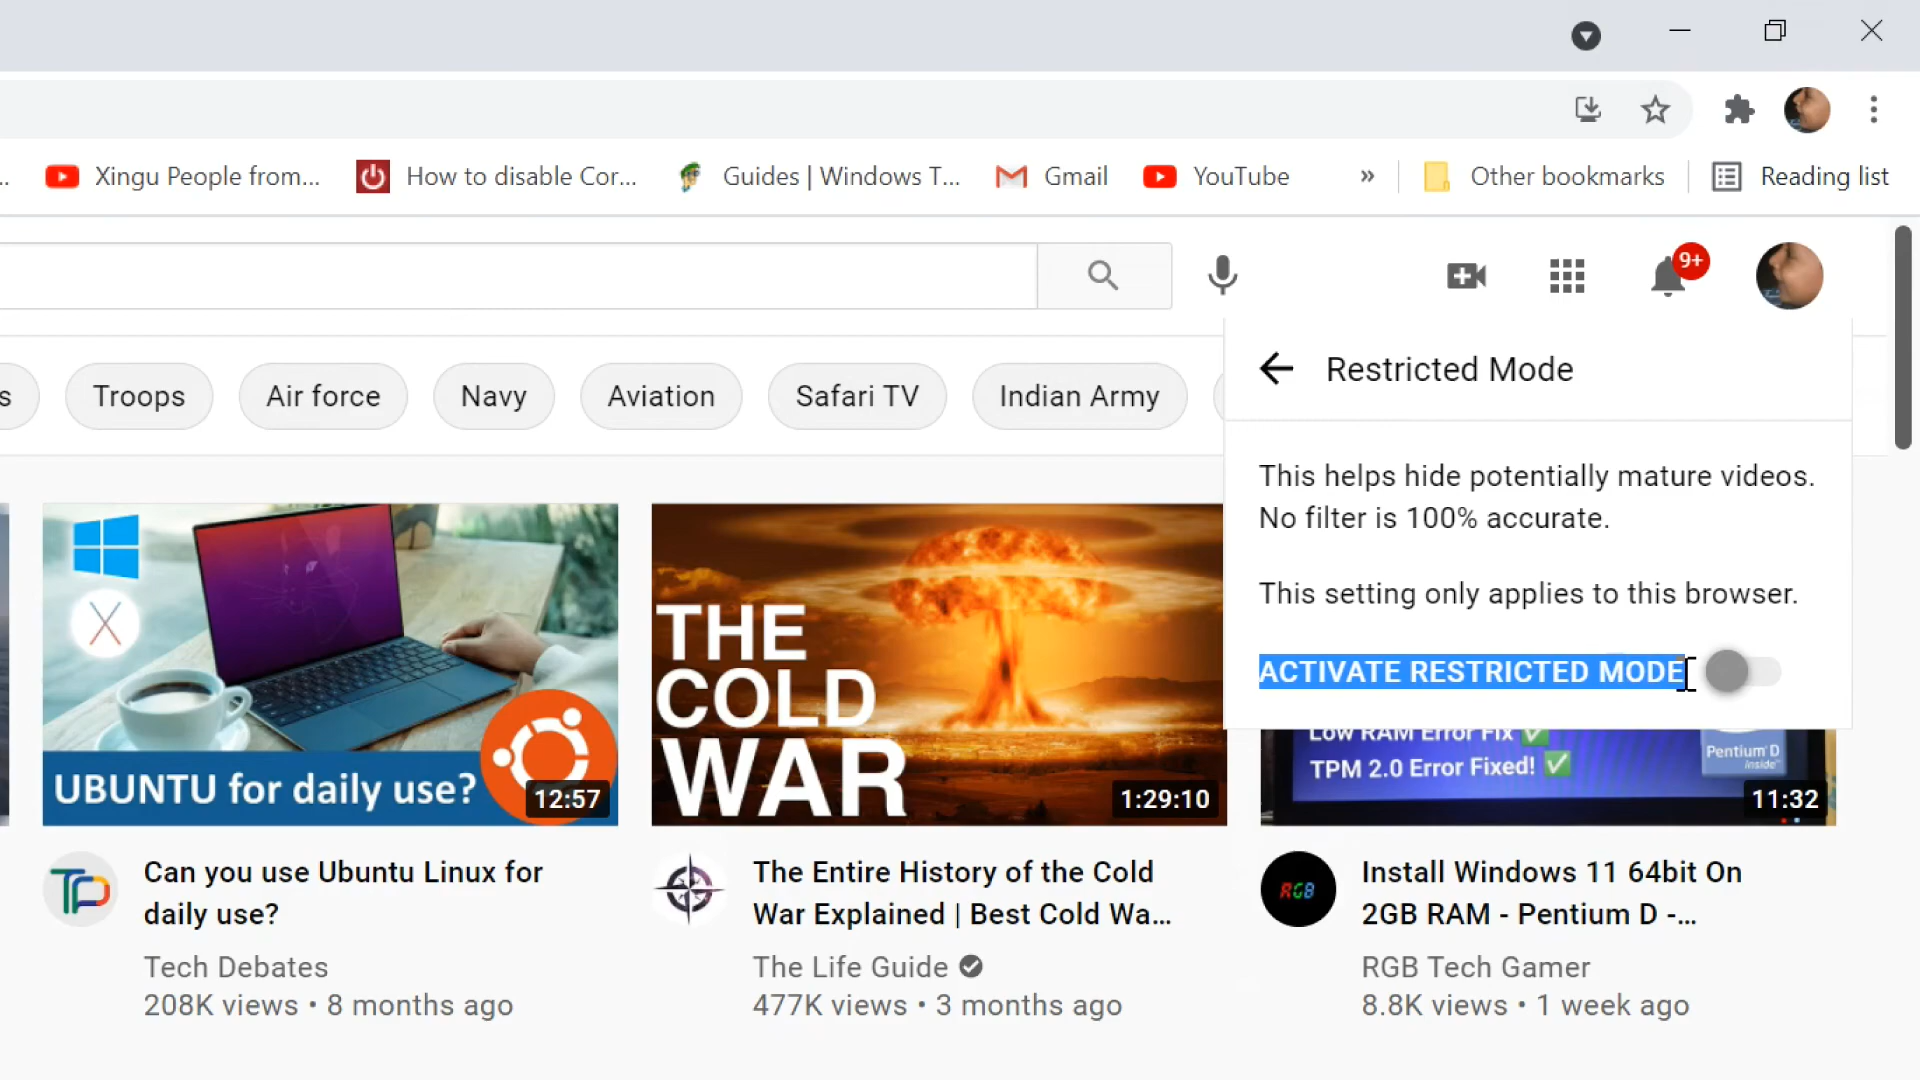 ..
Xingu People from...
How to disable Cor...
Guides | Windows T...
Gmail
YouTube
»
Other bookmarks
Reading list
9+
s
Troops
Air force
Navy
Aviation
Safari TV
Indian Army
Restricted Mode
This helps hide potentially mature videos.
No filter is 100% accurate.
This setting only applies to this browser.
ACTIVATE RESTRICTED MODE
X
UBUNTU for daily use?
12:57
THE
COLD
WAR
1:29:10
Low RAM Error Fix ✅
TPM 2.0 Error Fixed! ✅
Pentium D
inside™
11:32
Can you use Ubuntu Linux for
daily use?
Tech Debates
208K views • 8 months ago
The Entire History of the Cold
War Explained | Best Cold Wa...
The Life Guide
477K views • 3 months ago
RGB
Install Windows 11 64bit On
2GB RAM - Pentium D -...
RGB Tech Gamer
8.8K views • 1 week ago